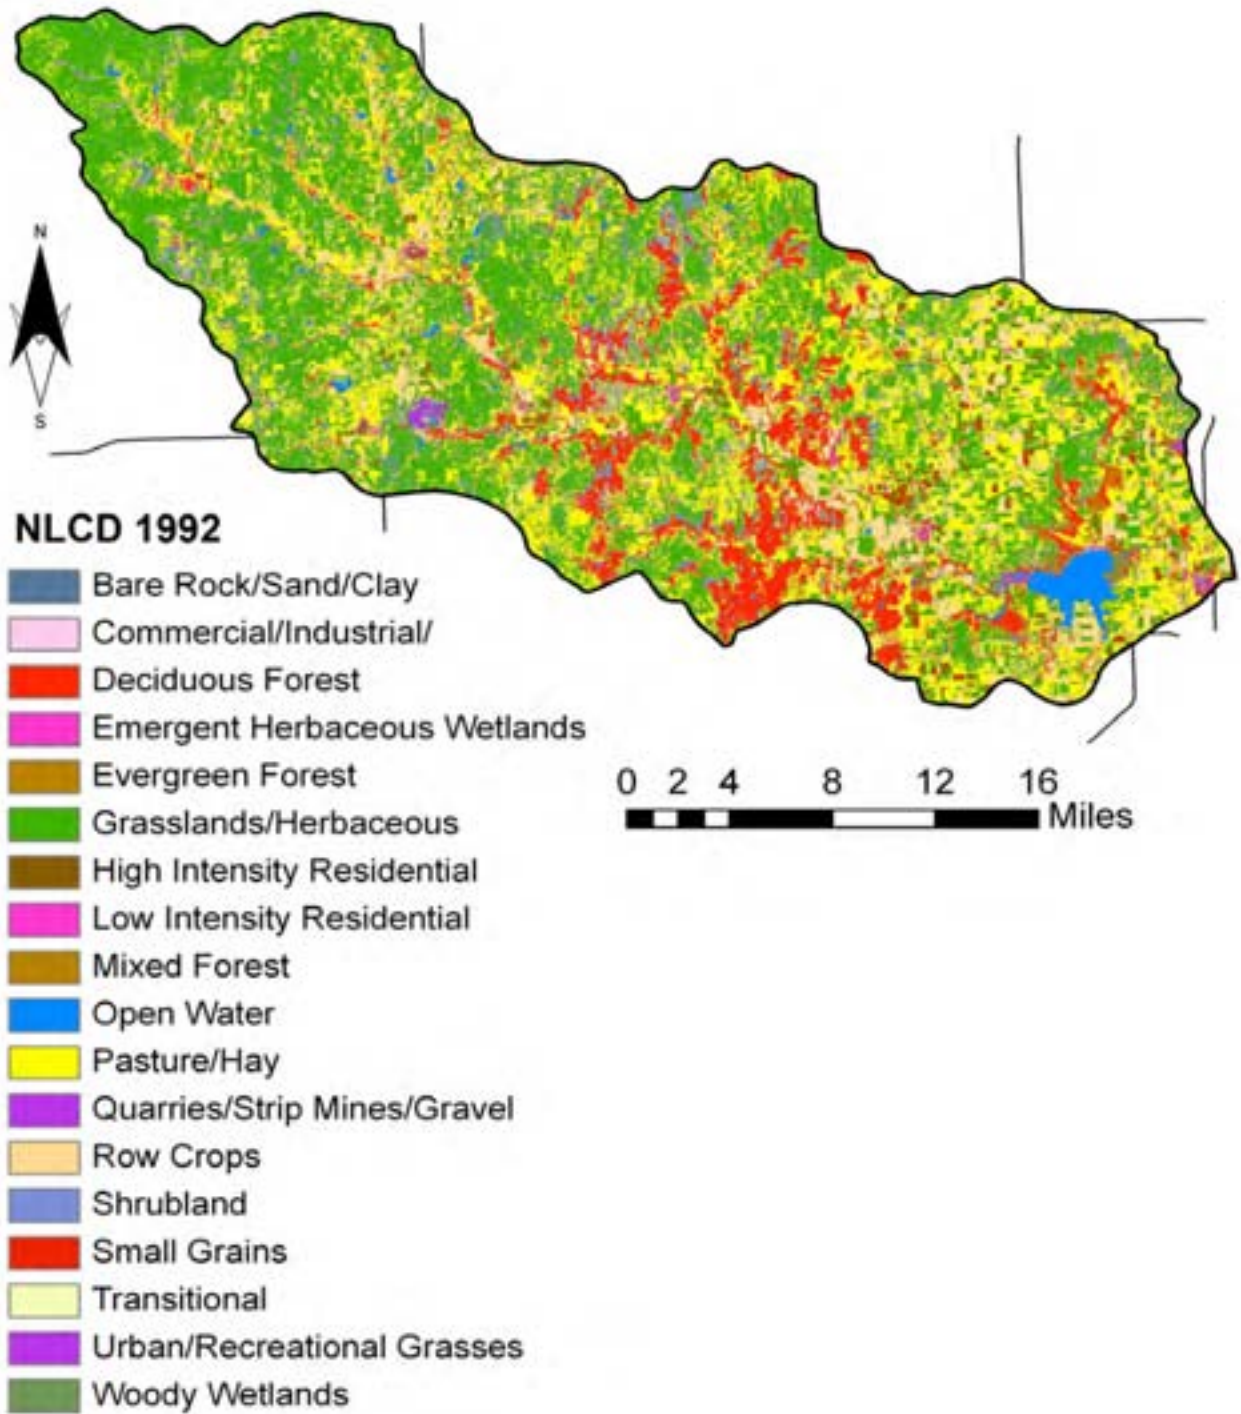 N
S
NLCD 1992
Bare Rock/Sand/Clay
Commercial/Industrial/
Deciduous Forest
Emergent Herbaceous Wetlands
Evergreen Forest
Grasslands/Herbaceous
High Intensity Residential
Low Intensity Residential
Mixed Forest
Open Water
Pasture/Hay
Quarries/Strip Mines/Gravel
Row Crops
Shrubland
Small Grains
Transitional
Urban/Recreational Grasses
Woody Wetlands
0 2 4 8 12 16
Miles